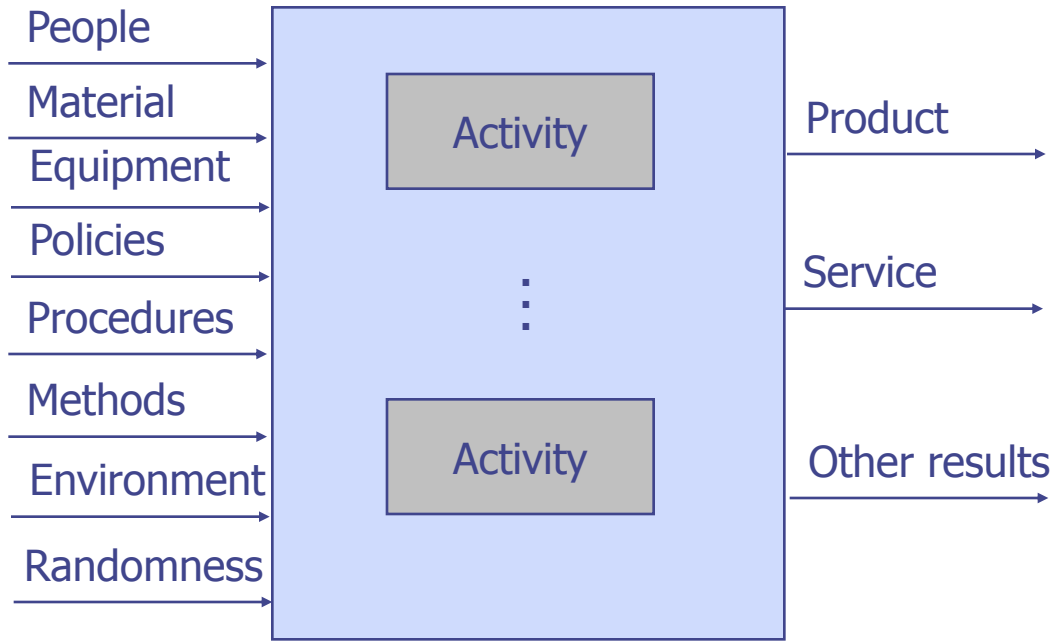 People
Material
Equipment
Policies
Procedures
Methods
Environment
Randomness
Activity
⋮
Activity
Product
Service
Other results